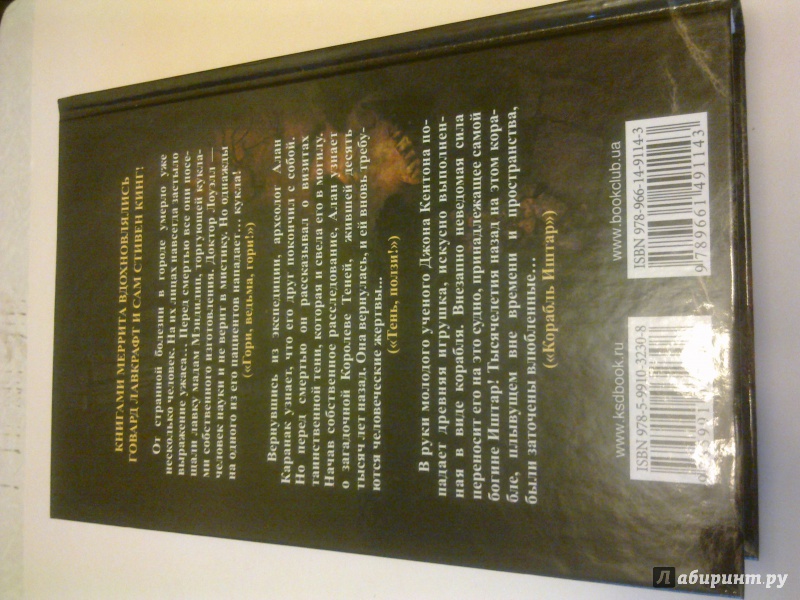 КНИГАМИ МЕРРИТА ВДОХНОВЛЯЛИСЬ
ГОВАРД ЛАВКРАФТ И САМ СТИВЕН КИНГ!
От странной болезни в городе умерло уже
несколько человек. На их лицах навсегда застыло
выражение ужаса... Перед смертью все они посе-
щали лавку мадам Мэндилип, торгующей кукла-
ми собственного изготовления. Доктор Лоуэлл —
человек науки и не верит в мистику. Но однажды
на одного из его пациентов нападает... кукла!
(«Гори, ведьма, гори!»)
Вернувшись из экспедиции, археолог Алан
Каранак узнает, что его друг покончил с собой.
Но перед смертью он рассказывал о визитах
таинственной тени, которая и свела его в могилу.
Начав собственное расследование, Алан узнает
о загадочной Королеве Теней, жившей десять
тысяч лет назад. Она вернулась, и ей вновь требу-
ются человеческие жертвы...
(«Тень, ползи!»)
В руки молодого ученого Джона Кентона по-
падает древняя игрушка, искусно выполнен-
ная в виде корабля. Внезапно неведомая сила
переносит его на это судно, принадлежащее самой
богине Иштар! Тысячелетия назад на этом кора-
бле, плывущем вне времени и пространства,
были заточены влюбленные...
(«Корабль Иштар»)
www.ksdbook.ru
ISBN 978-5-9910-3230-8
www.bookclub.ua
ISBN 978-966-14-9114-3
9789661491143
Лабиринт.ру